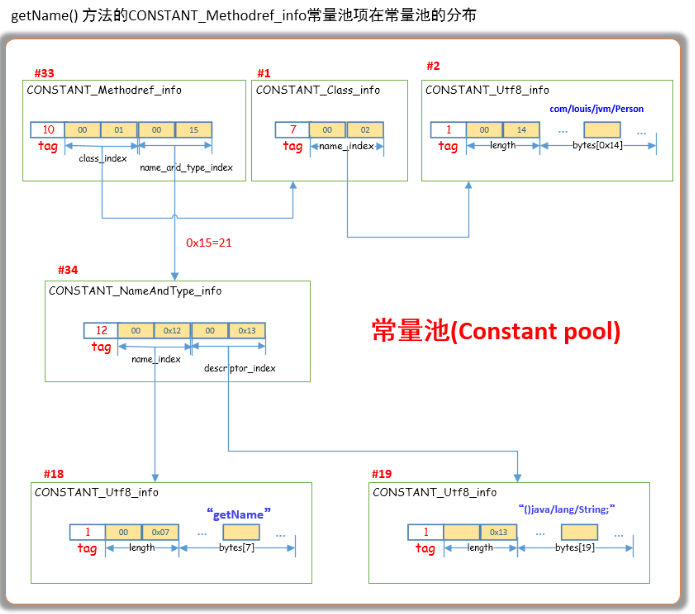 getName() 方法的CONSTANT_Methodref_info常量池项在常量池的分布
#33
#1
#2
CONSTANT_Methodref_info
CONSTANT_Class_info
CONSTANT_Utf8_info
com/louis/jvm/Person
10 00 01 00 15
7 00 02
1 00 14 ... ...
tag
class_index
name_and_type_index
tag
name_index
tag
length
bytes[0x14]
0x15=21
#34
CONSTANT_NameAndType_info
12 00 0x12 00 0x13
tag
name_index
descriptor_index
常量池(Constant pool)
#18
#19
CONSTANT_Utf8_info
CONSTANT_Utf8_info
“getName”
“()java/lang/String;”
1 00 0x07 ... ...
1 0x13 ... ...
tag
length
bytes[7]
tag
length
bytes[19]